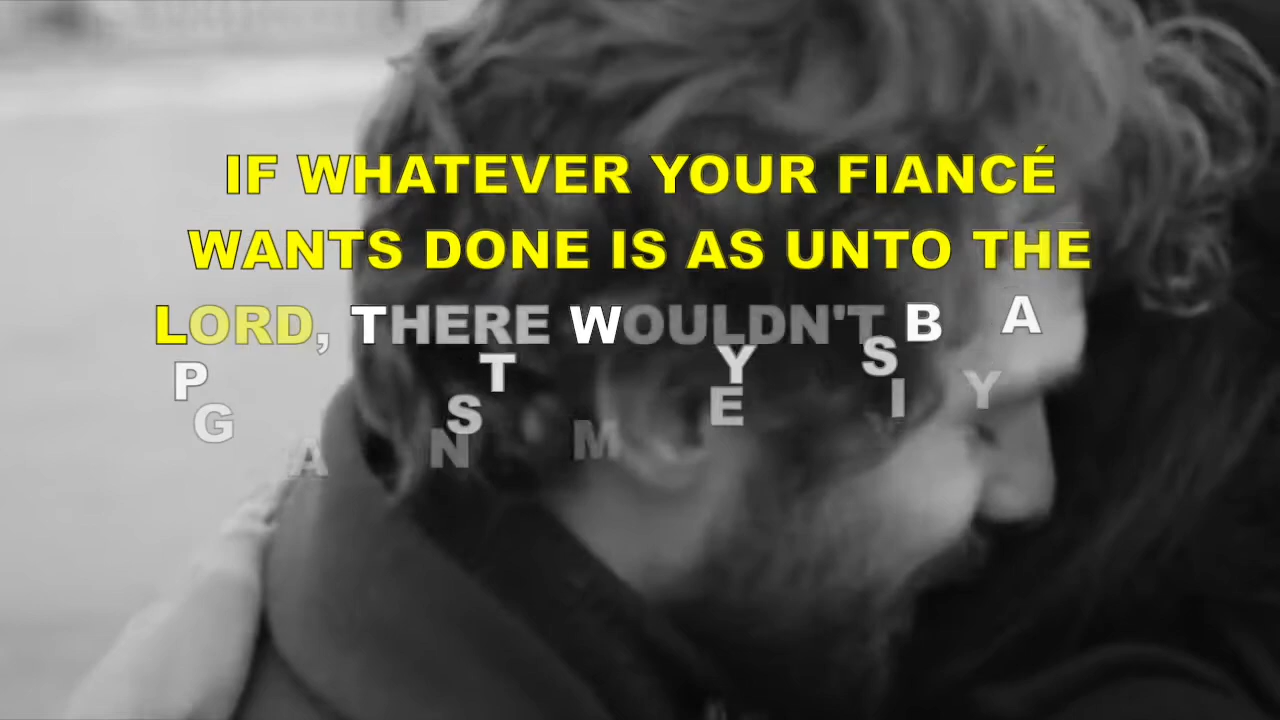 IF WHATEVER YOUR FIANCÉ
WANTS DONE IS AS UNTO THE
LORD, THERE WOULDN'T B A